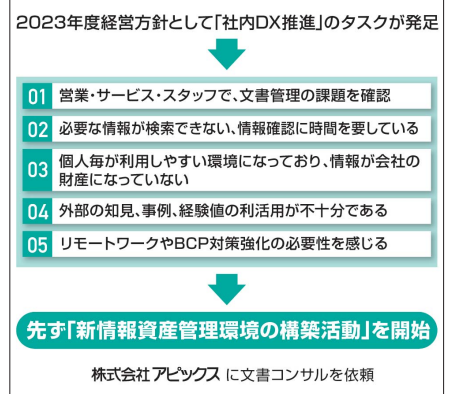 2023年度経営方針として「社内DX推進」のタスクが発足
01 営業・サービス・スタッフで、文書管理の課題を確認
02 必要な情報が検索できない、情報確認に時間を要している
03 個人毎が利用しやすい環境になっており、情報が会社の
財産になっていない
04 外部の知見、事例、経験値の利活用が不十分である
05 リモートワークやBCP対策強化の必要性を感じる
先ず「新情報資産管理環境の構築活動」を開始
株式会社アピックス に文書コンサルを依頼